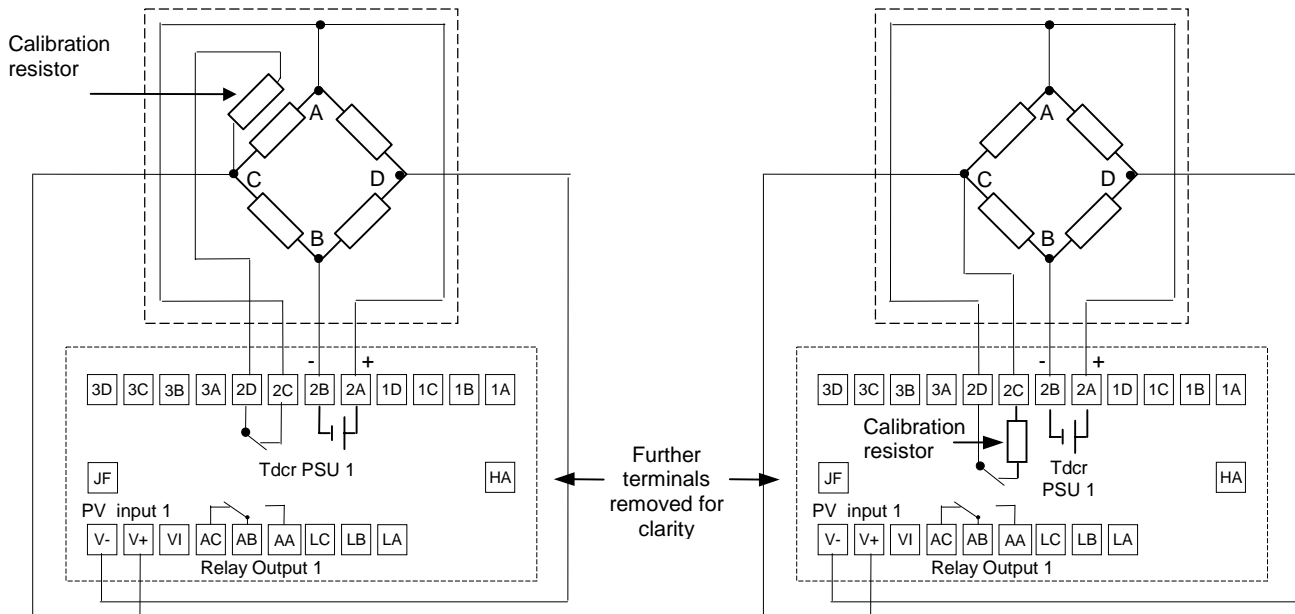 Calibration
resistor
A
C
D
B
- +
3D 3C 3B 3A 2D 2C 2B 2A 1D 1C 1B 1A
Tdcr PSU 1
JF
HA
PV input 1
V- V+ VI AC AB AA LC LB LA
Relay Output 1
Further
terminals
removed for
clarity
A
C
D
B
- +
3D 3C 3B 3A 2D 2C 2B 2A 1D 1C 1B 1A
Calibration
resistor
Tdcr
PSU 1
JF
HA
PV input 1
V- V+ VI AC AB AA LC LB LA
Relay Output 1